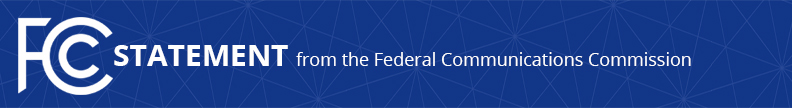 FCC STATEMENT from the Federal Communications Commission